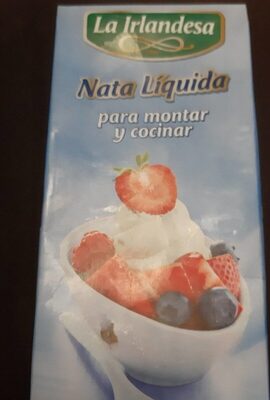 La Irlandesa
Nata Líquida
para montar
y cocinar